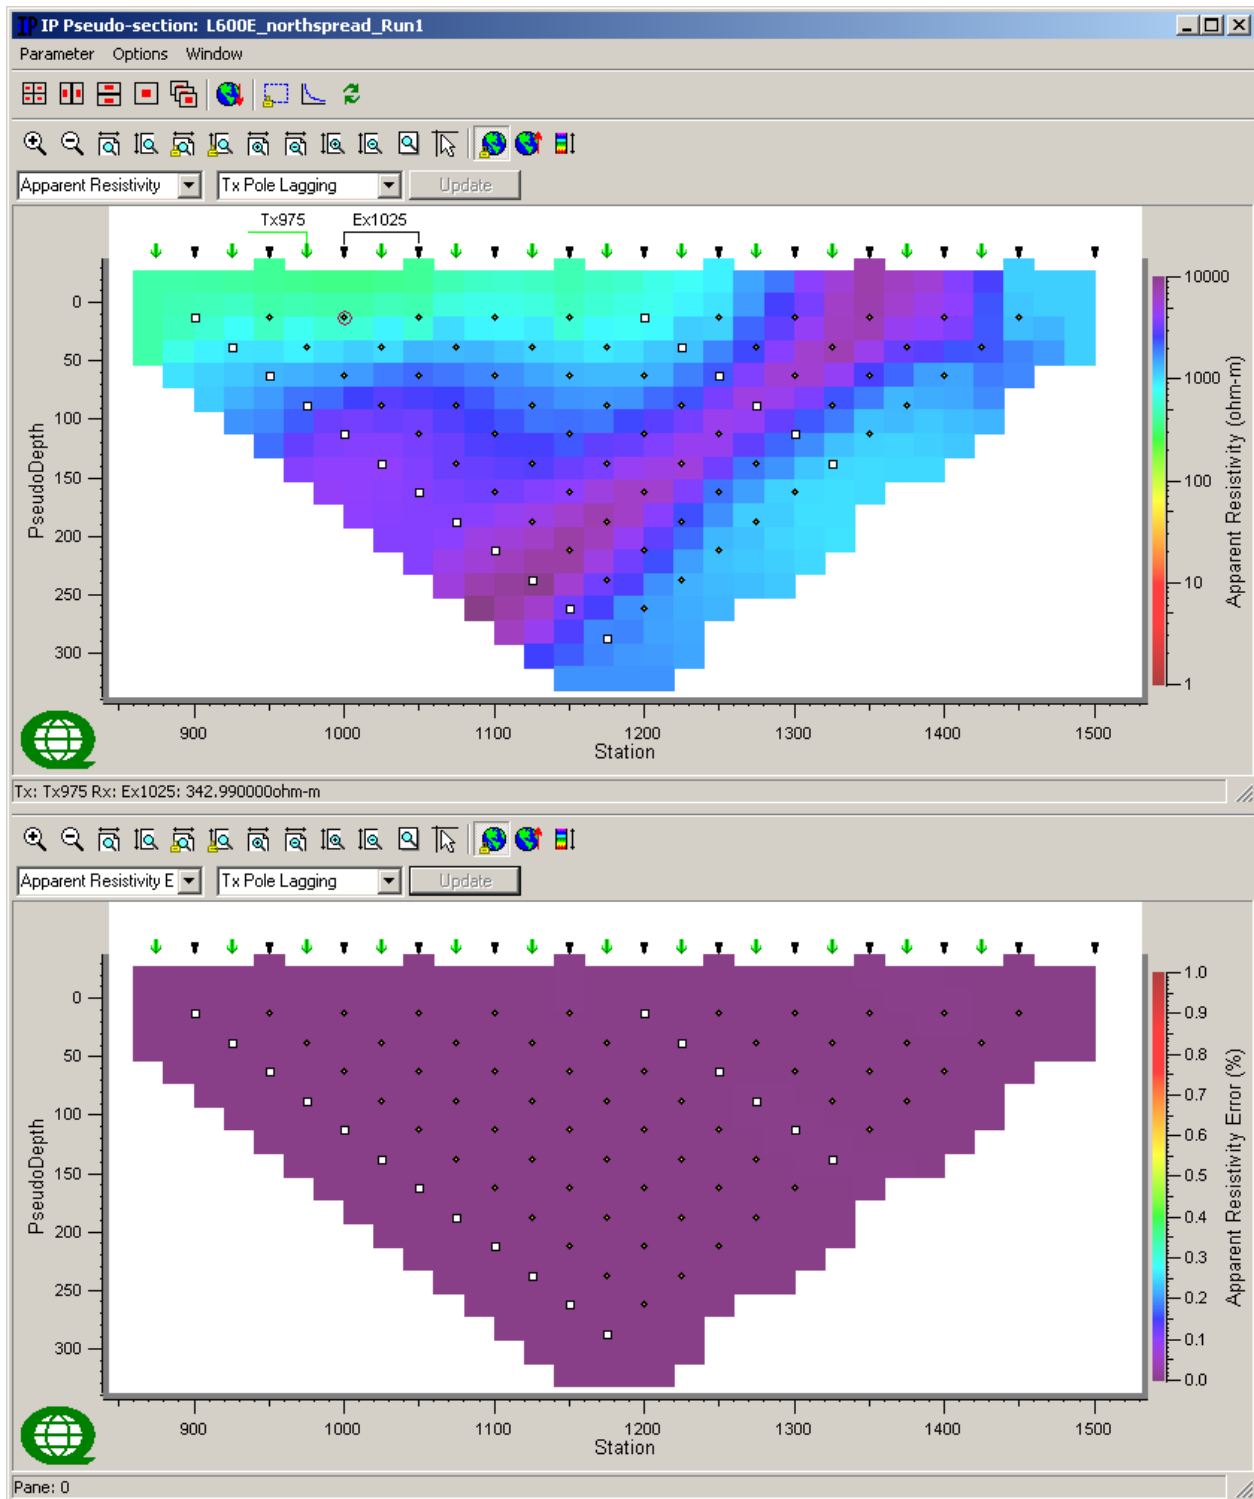 IP Pseudo-section: L600E_northspread_Run1
Parameter Options Window
Apparent Resistivity Tx Pole Lagging Update
Tx975 Ex1025
0
50
100
150
200
250
300
PseudoDepth
10000
1000
100
10
1
Apparent Resistivity (ohm-m)
900 1000 1100 1200 1300 1400 1500
Station
Tx: Tx975 Rx: Ex1025: 342.990000ohm-m
Apparent Resistivity E Tx Pole Lagging Update
0
50
100
150
200
250
300
PseudoDepth
1.0
0.9
0.8
0.7
0.6
0.5
0.4
0.3
0.2
0.1
0.0
Apparent Resistivity Error (%)
900 1000 1100 1200 1300 1400 1500
Station
Pane: 0